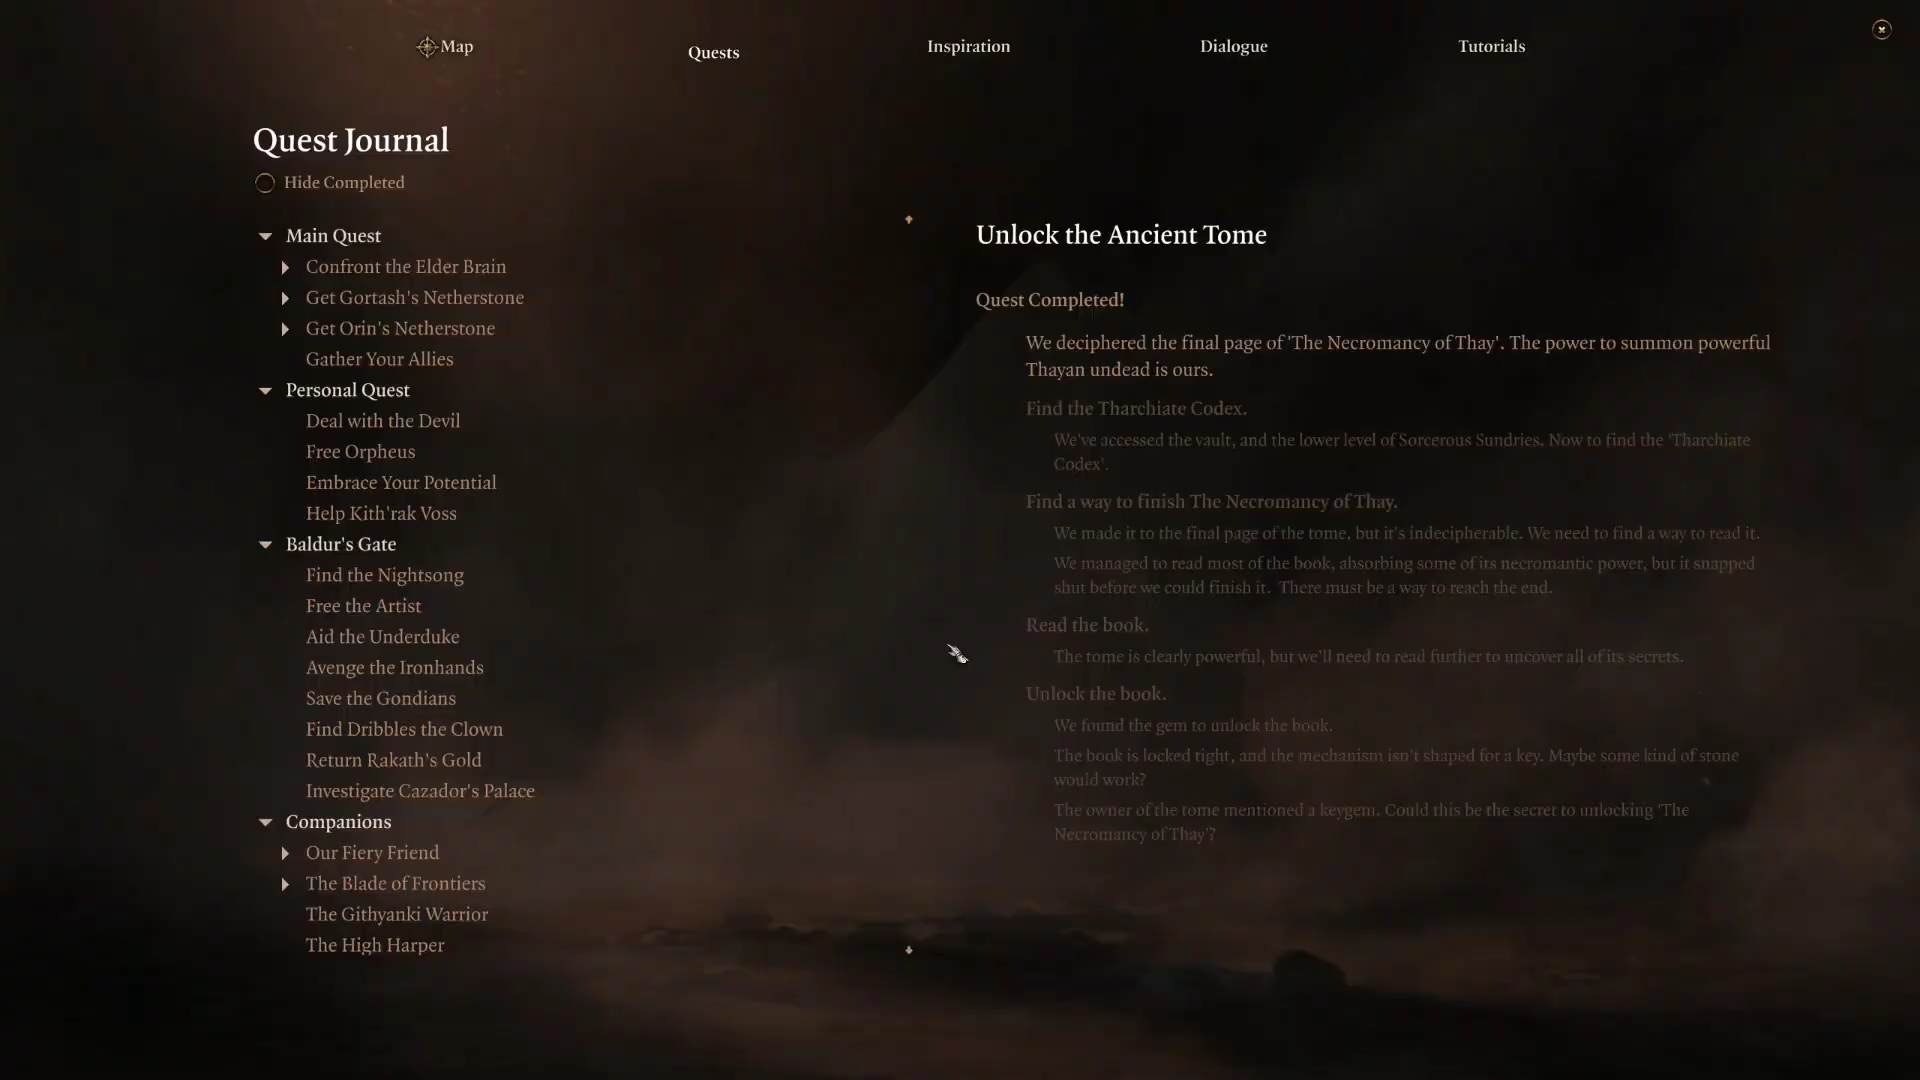 Map
Quests
Inspiration
Dialogue
Tutorials
Quest Journal
Hide Completed
Main Quest
Confront the Elder Brain
Get Gortash's Netherstone
Get Orin's Netherstone
Gather Your Allies
Personal Quest
Deal with the Devil
Free Orpheus
Embrace Your Potential
Help Kith'rak Voss
Baldur's Gate
Find the Nightsong
Free the Artist
Aid the Underduke
Avenge the Ironhands
Save the Gondians
Find Dribbles the Clown
Return Rakath's Gold
Investigate Cazador's Palace
Companions
Our Fiery Friend
The Blade of Frontiers
The Githyanki Warrior
The High Harper
Unlock the Ancient Tome
Quest Completed!
We deciphered the final page of 'The Necromancy of Thay'. The power to summon powerful
Thayan undead is ours.
Find the Tharchiate Codex.
We've accessed the vault, and the lower level of Sorcerous Sundries. Now to find the 'Tharchiate
Codex'.
Find a way to finish The Necromancy of Thay.
We made it to the final page of the tome, but it's indecipherable. We need to find a way to read it.
We managed to read most of the book, absorbing some of its necromantic power, but it snapped
shut before we could finish it. There must be a way to reach the end.
Read the book.
The tome is clearly powerful, but we'll need to read further to uncover all of its secrets.
Unlock the book.
We found the gem to unlock the book.
The book is locked tight, and the mechanism isn't shaped for a key. Maybe some kind of stone
would work?
The owner of the tome mentioned a keygem. Could this be the secret to unlocking 'The
Necromancy of Thay'?